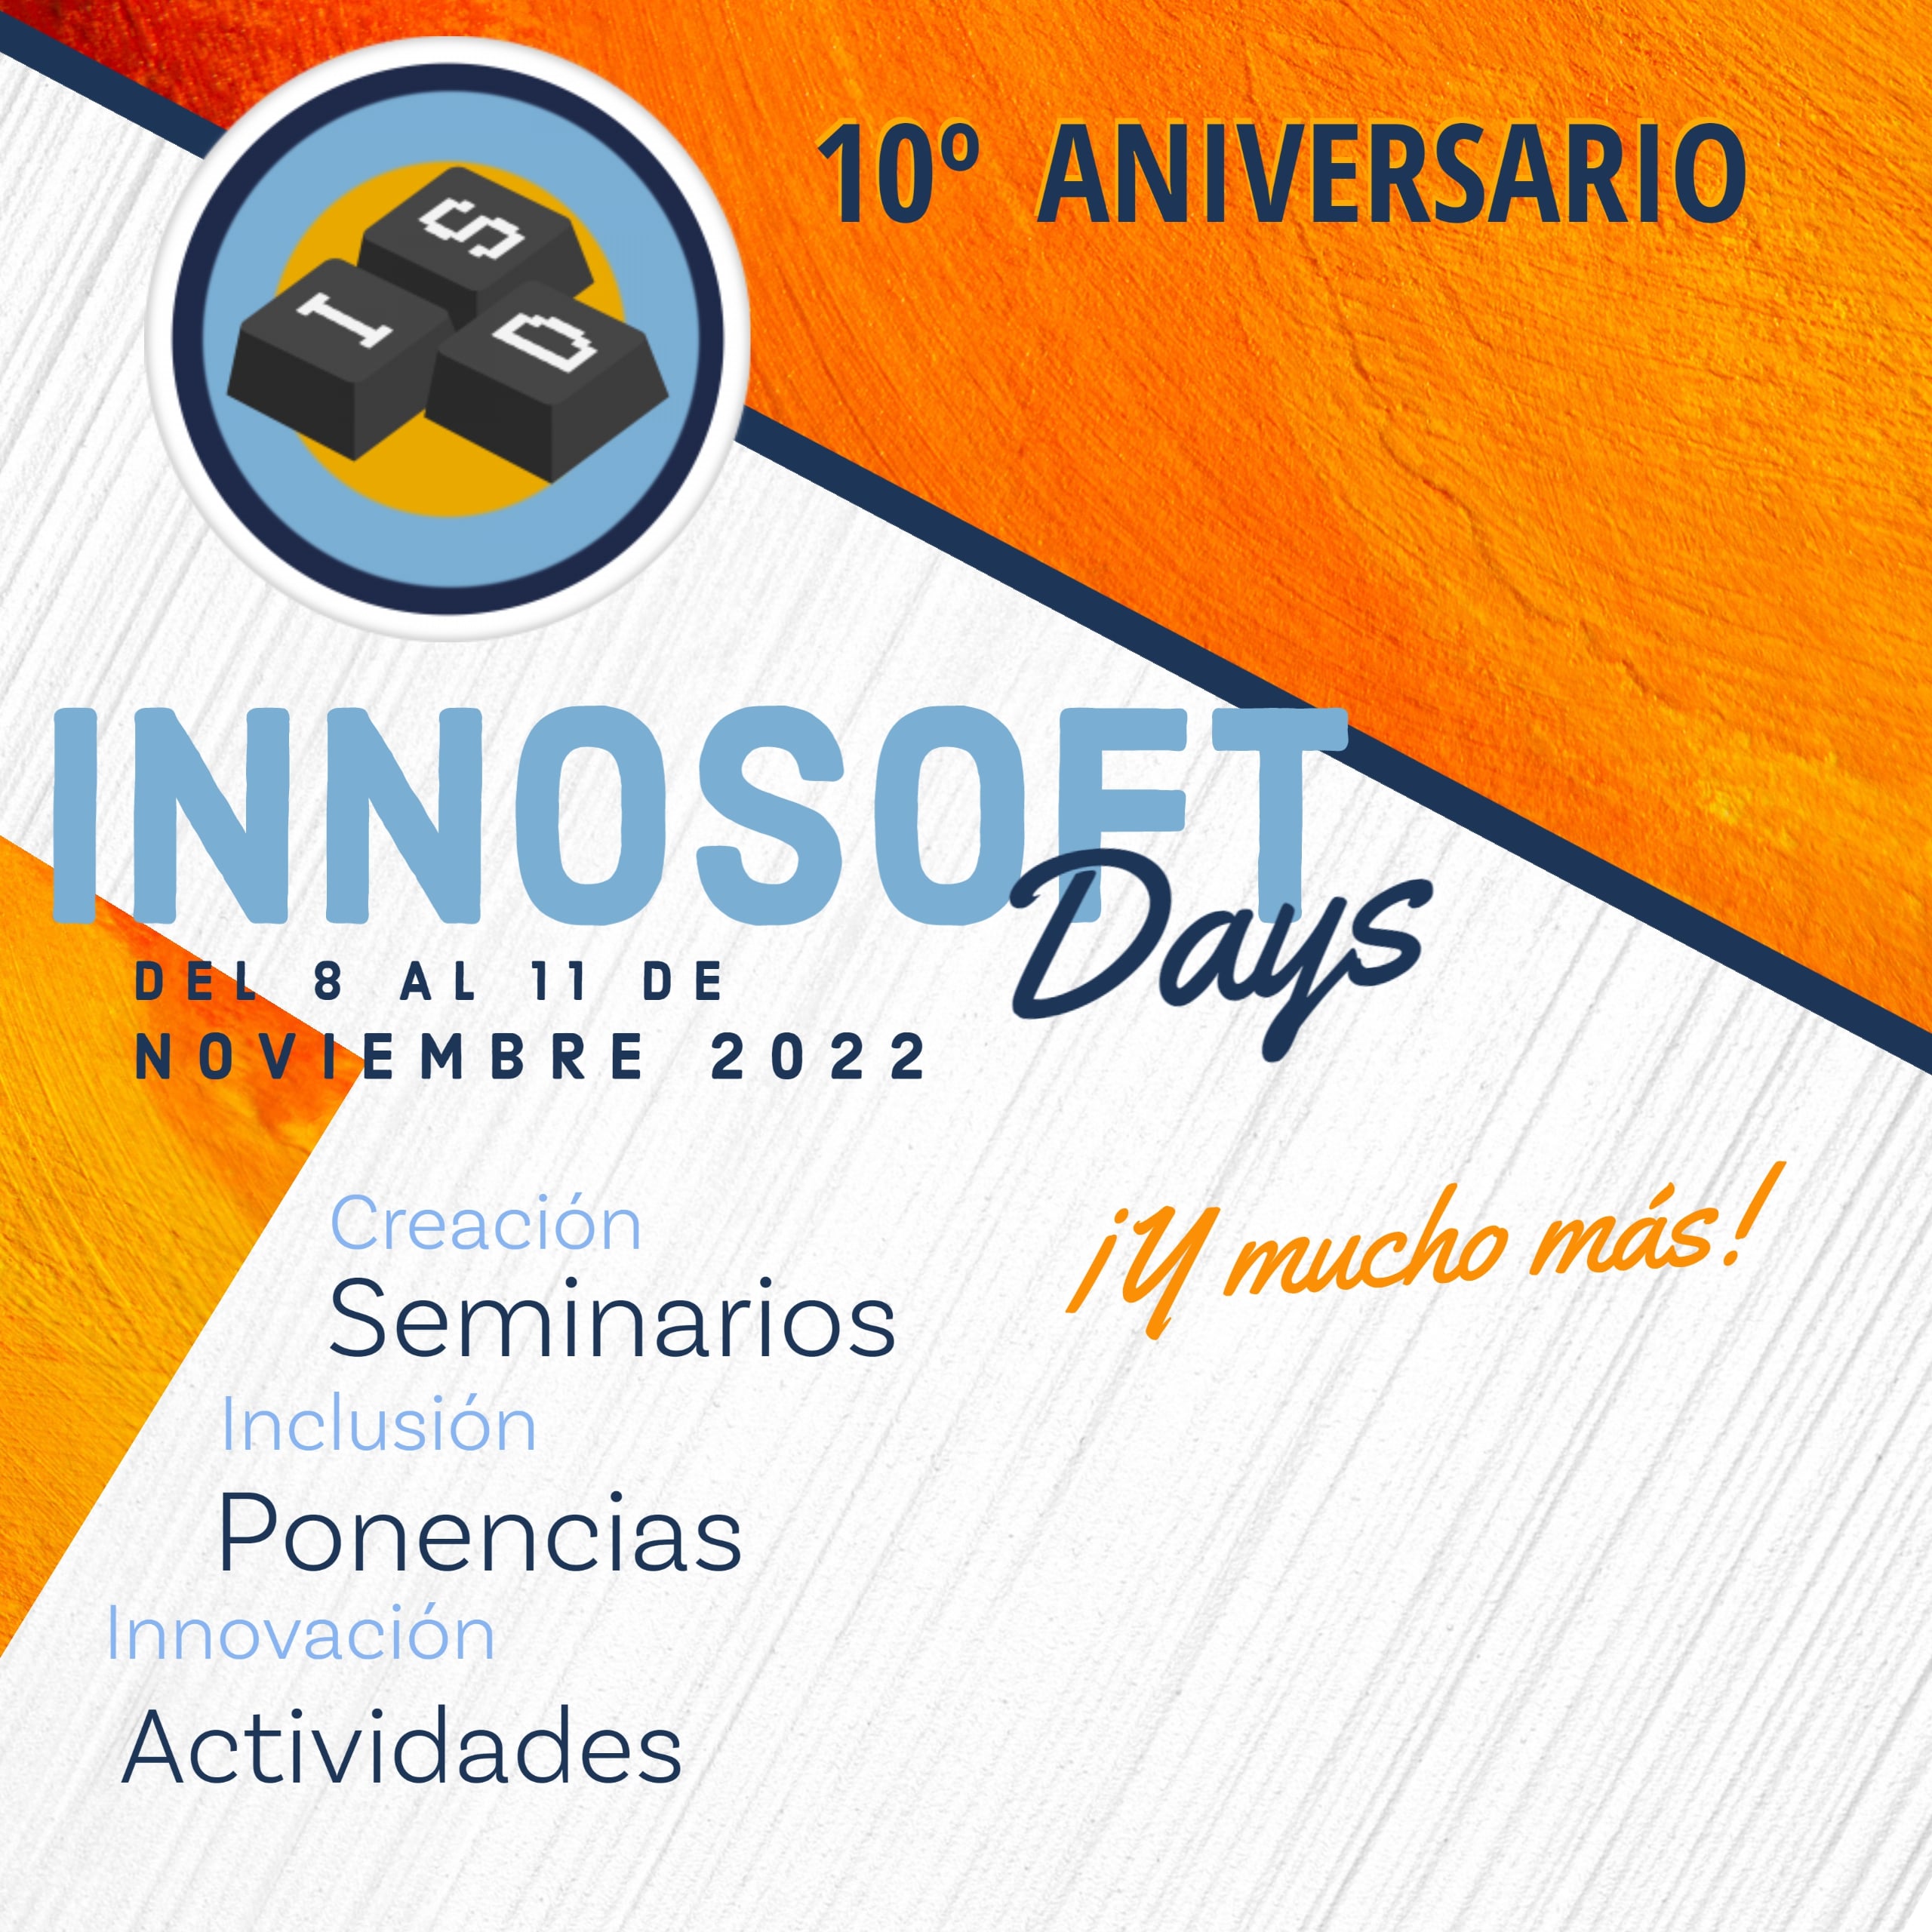 10º ANIVERSARIO
S
I
D
INNOSOFT
Days
DEL 8 AL 11 DE
NOVIEMBRE 2022
Creación
¡Y mucho más!
Seminarios
Inclusión
Ponencias
Innovación
Actividades